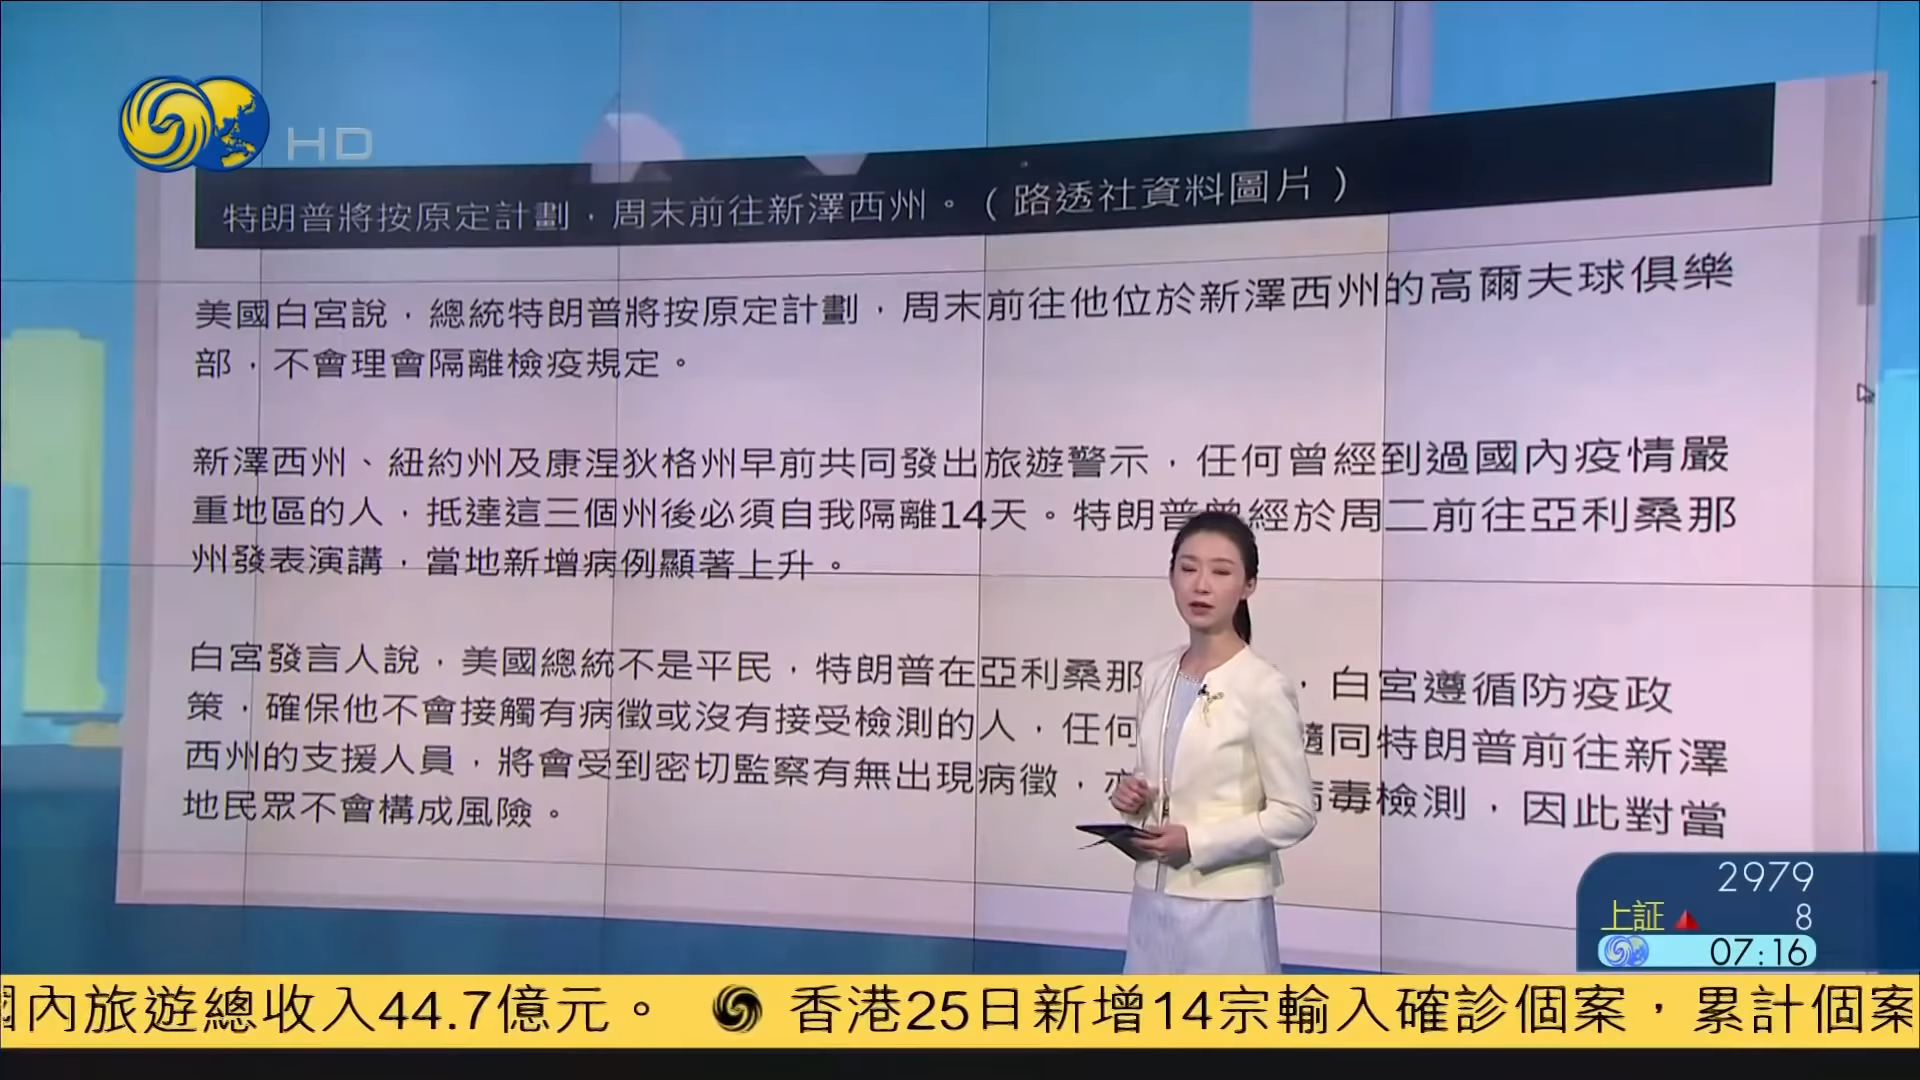 HD
特朗普將按原定計劃，周末前往新澤西州。（路透社資料圖片）
美國白宮說，總統特朗普將按原定計劃，周末前往他位於新澤西州的高爾夫球俱樂
部，不會理會隔離檢疫規定。
新澤西州、紐約州及康涅狄格州早前共同發出旅遊警示，任何曾經到過國內疫情嚴
重地區的人，抵達這三個州後必須自我隔離14天。特朗普曾經於周二前往亞利桑那
州發表演講，當地新增病例顯著上升。
白宮發言人說，美國總統不是平民，特朗普在亞利桑那，白宮遵循防疫政
策，確保他不會接觸有病徵或沒有接受檢測的人，任何隨同特朗普前往新澤
西州的支援人員，將會受到密切監察有無出現病徵，亦病毒檢測，因此對當
地民眾不會構成風險。
2979
上証 8
07:16
國內旅遊總收入44.7億元。 香港25日新增14宗輸入確診個案，累計個案